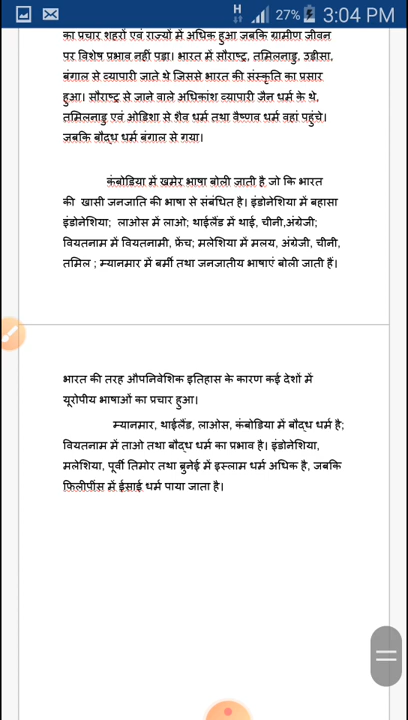 H 27% 3:04 PM
का प्रचार शहरों एवं राज्यों में अधिक हुआ जबकि ग्रामीण जीवन
पर विशेष प्रभाव नहीं पड़ा। भारत में सौराष्ट्र, तमिलनाडु, उड़ीसा,
बंगाल से व्यापारी जाते थे जिससे भारत की संस्कृति का प्रसार
हुआ। सौराष्ट्र से जाने वाले अधिकांश व्यापारी जैन धर्म के थे,
तमिलनाडु एवं ओडिशा से शैव धर्म तथा वैष्णव धर्म वहां पहुंचे।
जबकि बौद्ध धर्म बंगाल से गया।
कंबोडिया में खमेर भाषा बोली जाती है जो कि भारत
की खासी जनजाति की भाषा से संबंधित है। इंडोनेशिया में बहासा
इंडोनेशिया; लाओस में लाओ; थाईलैंड में थाई, चीनी,अंग्रेजी;
वियतनाम में वियतनामी, फ्रेंच; मलेशिया में मलय, अंग्रेजी, चीनी,
तमिल ; म्यानमार में बर्मी तथा जनजातीय भाषाएं बोली जाती हैं।
भारत की तरह औपनिवेशिक इतिहास के कारण कई देशों में
यूरोपीय भाषाओं का प्रचार हुआ।
म्यानमार, थाईलैंड, लाओस, कंबोडिया में बौद्ध धर्म है;
वियतनाम में ताओ तथा बौद्ध धर्म का प्रभाव है। इंडोनेशिया,
मलेशिया, पूर्वी तिमोर तथा ब्रुनेई में इस्लाम धर्म अधिक है, जबकि
फ़िलीपींस में ईसाई धर्म पाया जाता है।